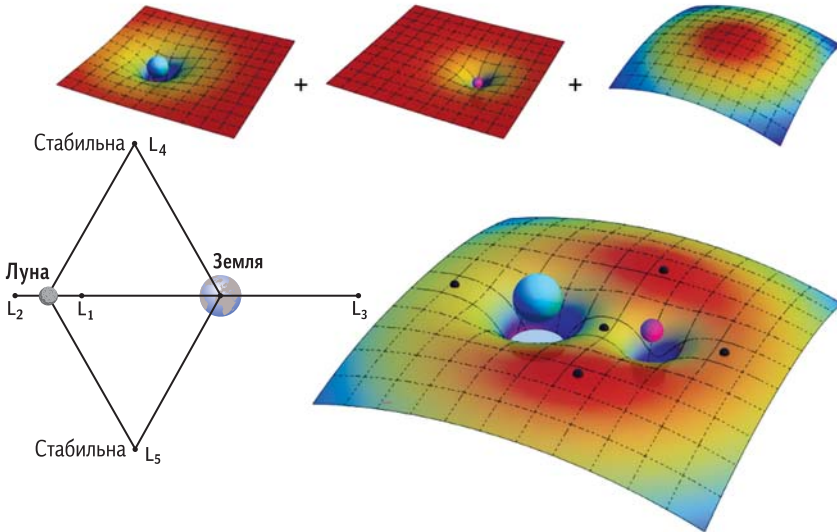 + +
Стабильна L₄
Луна Земля
L₂ L₁ L₃
Стабильна L₅